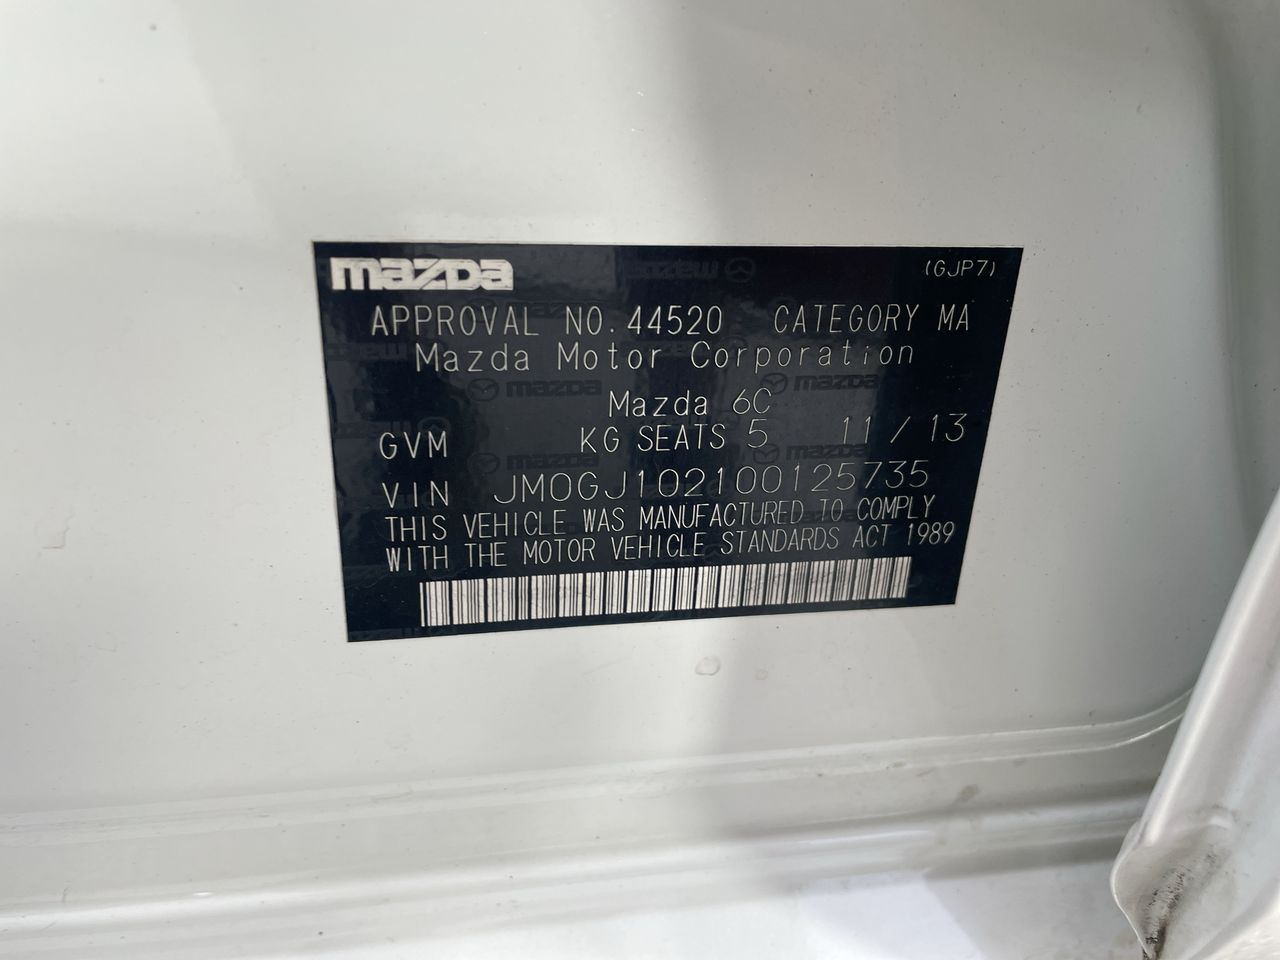 mazda (GJP7)
APPROVAL NO. 44520 CATEGORY MA
Mazda Motor Corporation
Mazda 6C
GVM KG SEATS 5 11 / 13
VIN JM0GJ102100125735
THIS VEHICLE WAS MANUFACTURED TO COMPLY
WITH THE MOTOR VEHICLE STANDARDS ACT 1989